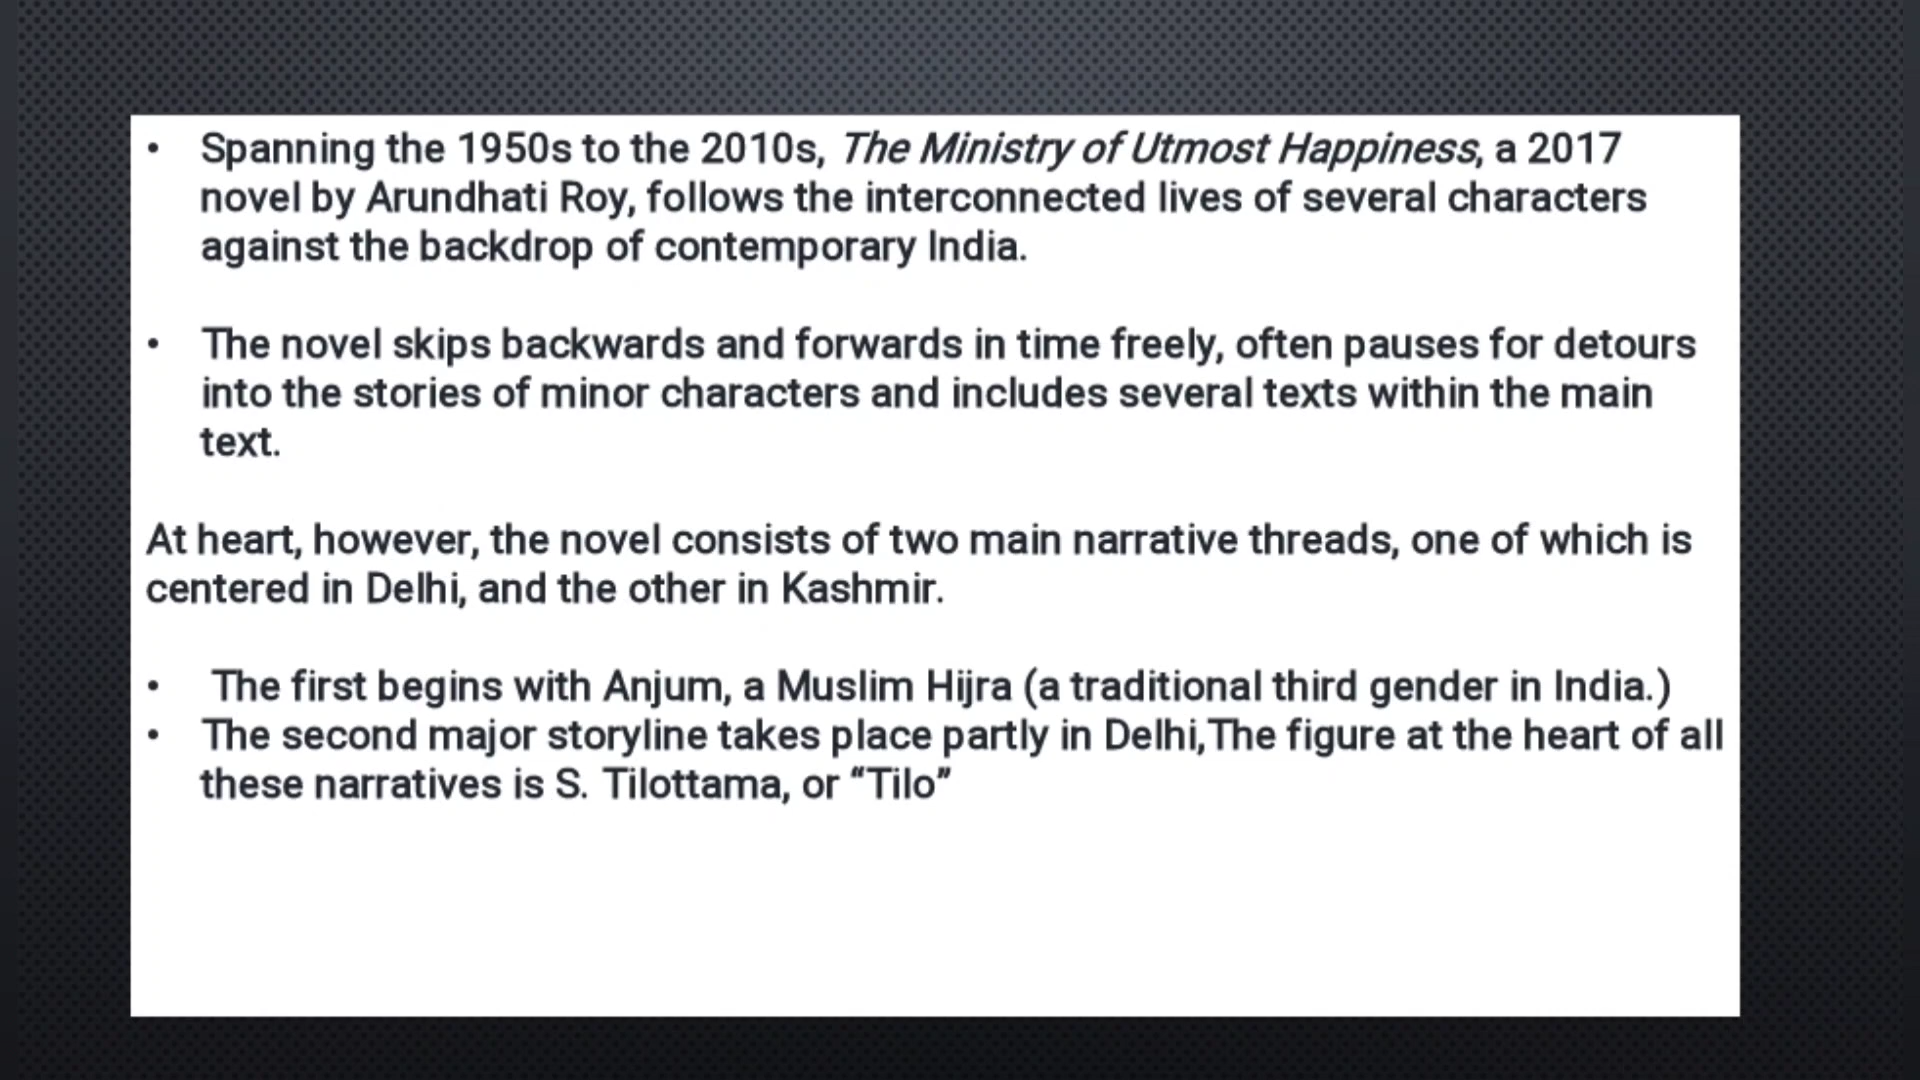 • Spanning the 1950s to the 2010s, The Ministry of Utmost Happiness, a 2017
novel by Arundhati Roy, follows the interconnected lives of several characters
against the backdrop of contemporary India.
• The novel skips backwards and forwards in time freely, often pauses for detours
into the stories of minor characters and includes several texts within the main
text.
At heart, however, the novel consists of two main narrative threads, one of which is
centered in Delhi, and the other in Kashmir.
• The first begins with Anjum, a Muslim Hijra (a traditional third gender in India.)
• The second major storyline takes place partly in Delhi,The figure at the heart of all
these narratives is S. Tilottama, or “Tilo”